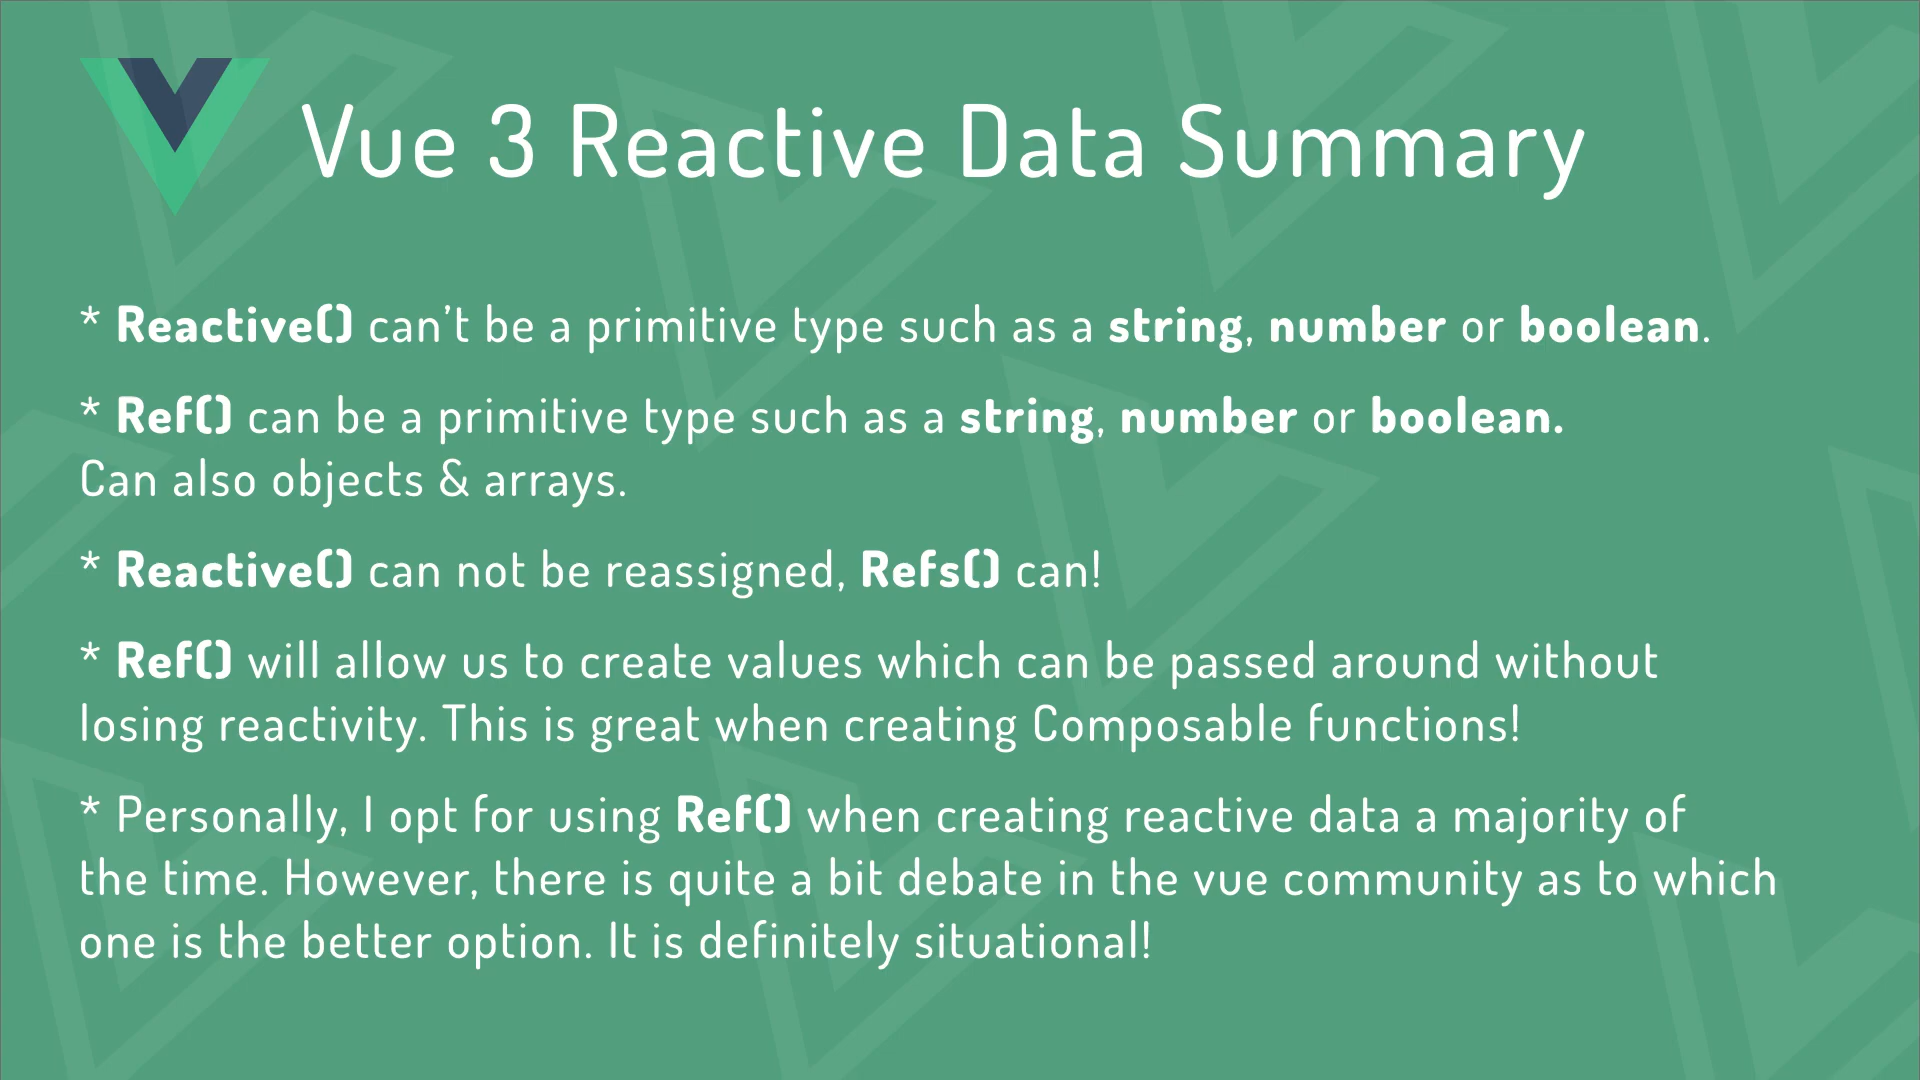 Vue 3 Reactive Data Summary
* Reactive() can't be a primitive type such as a string, number or boolean.
* Ref() can be a primitive type such as a string, number or boolean.
Can also objects & arrays.
* Reactive() can not be reassigned, Refs() can!
* Ref() will allow us to create values which can be passed around without
losing reactivity. This is great when creating Composable functions!
* Personally, I opt for using Ref() when creating reactive data a majority of
the time. However, there is quite a bit debate in the vue community as to which
one is the better option. It is definitely situational!